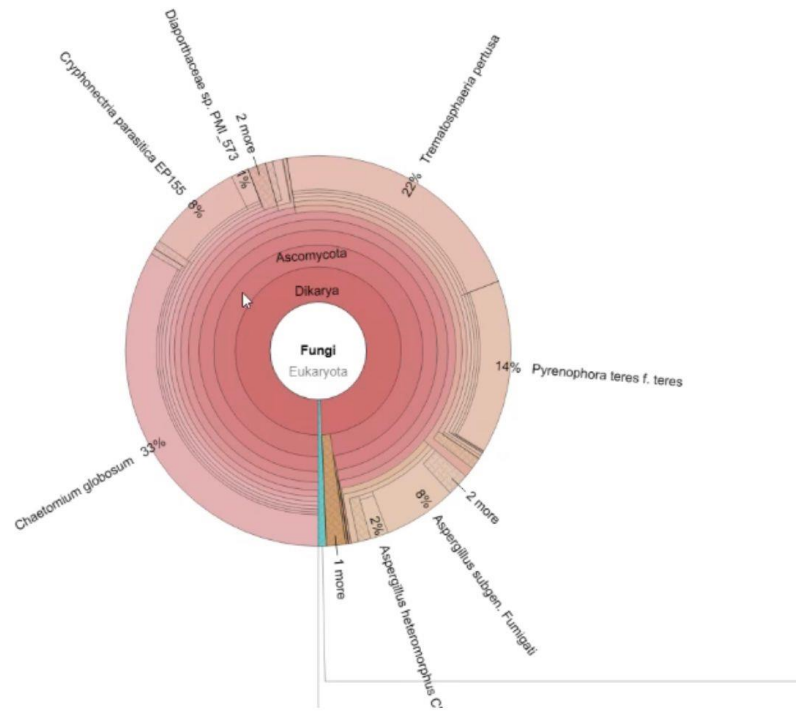 Trematosphaeria pertusa
22%
Diaporthaceae sp. PMI_573
1%
2 more
Cryphonectria parasitica EP155
8%
Ascomycota
Dikarya
Fungi
Eukaryota
14% Pyrenophora teres f. teres
Chaetomium globosum 33%
2 more
8% Aspergillus subgen. Fumigati
2% Aspergillus heteromorphus
1 more